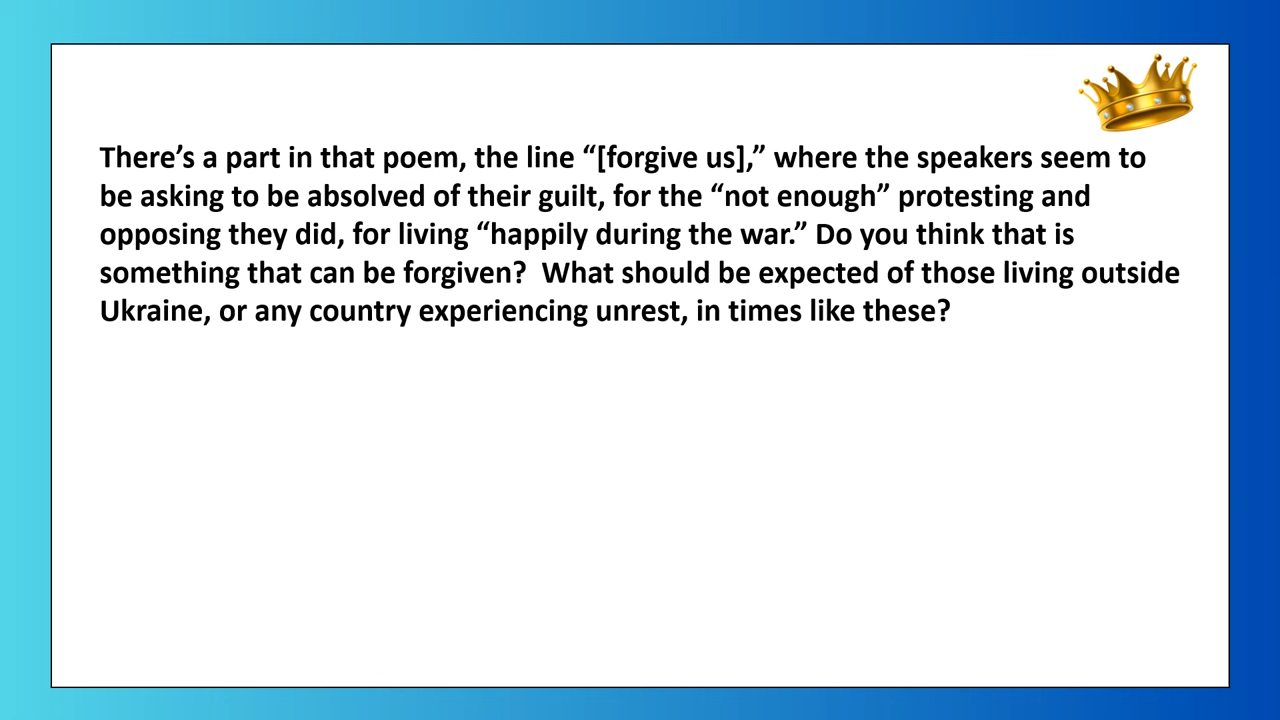 There’s a part in that poem, the line “[forgive us],” where the speakers seem to
be asking to be absolved of their guilt, for the “not enough” protesting and
opposing they did, for living “happily during the war.” Do you think that is
something that can be forgiven?  What should be expected of those living outside
Ukraine, or any country experiencing unrest, in times like these?